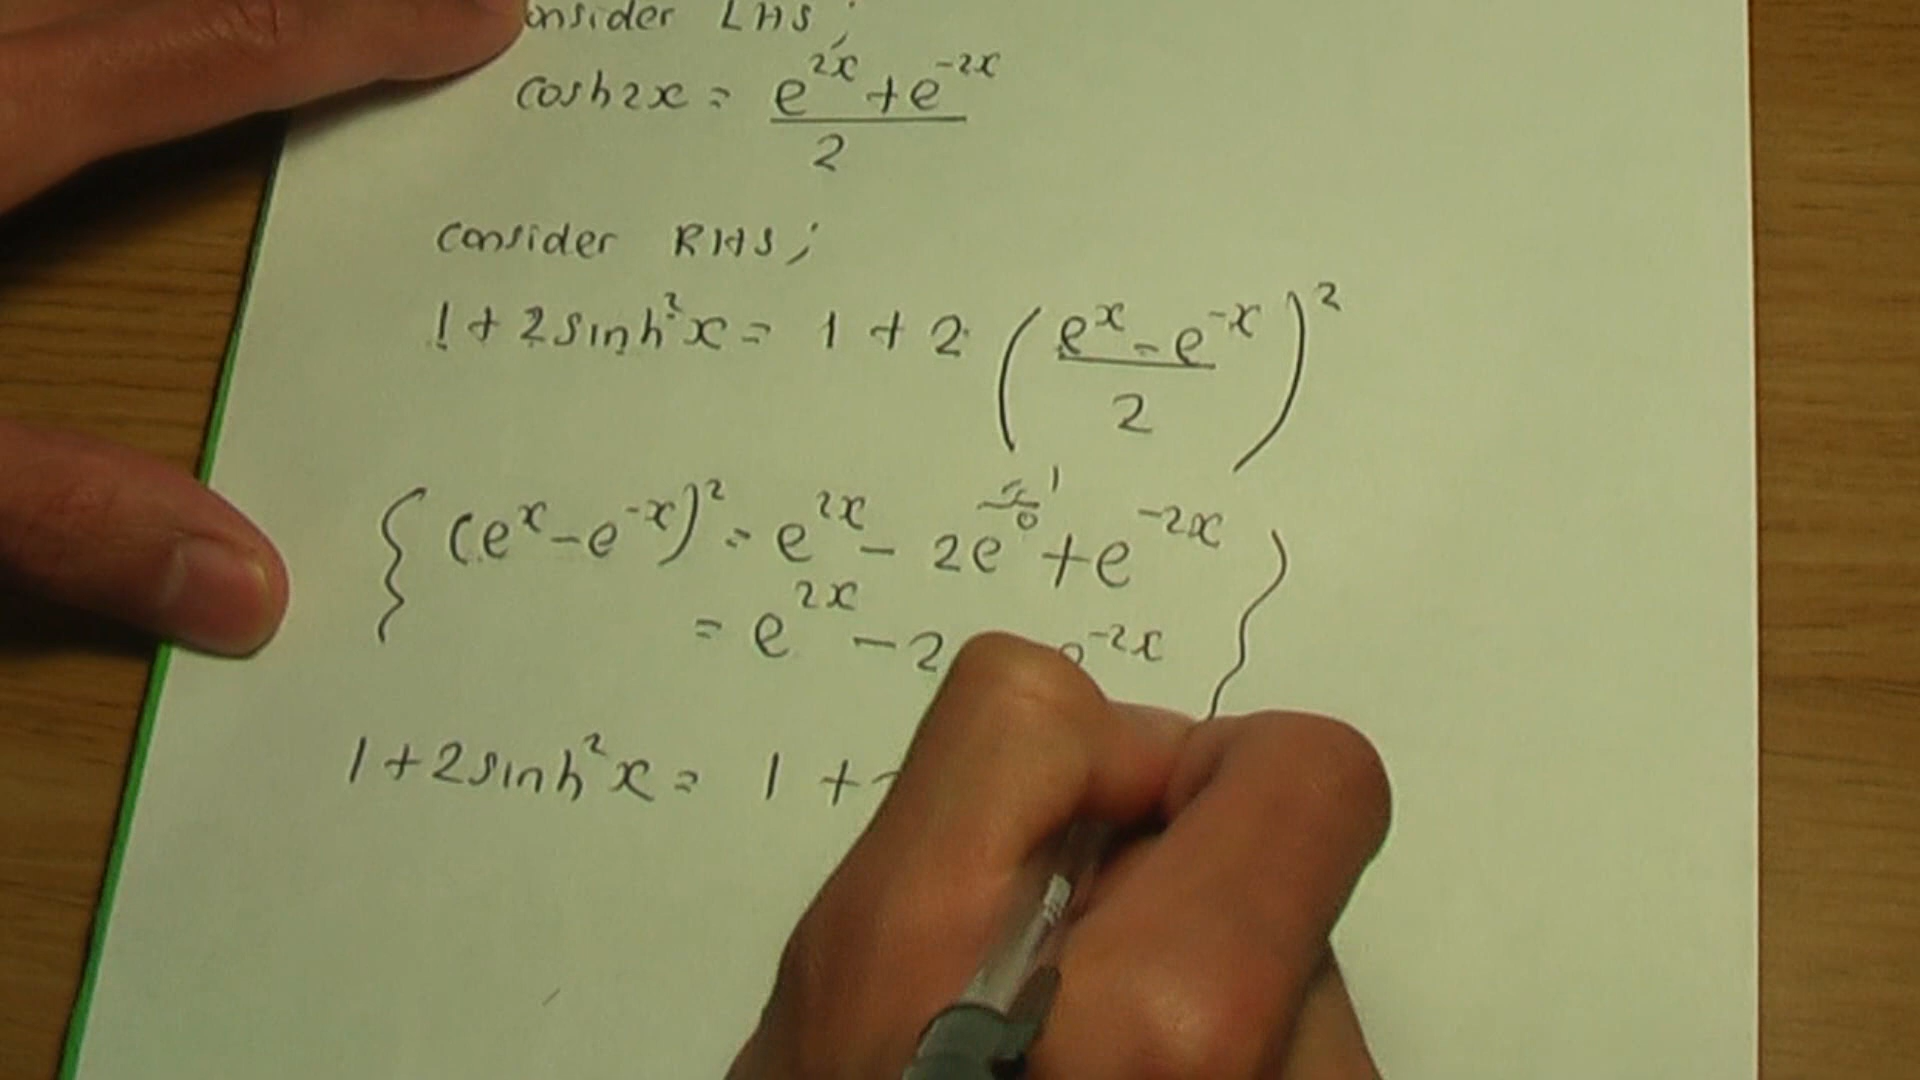 onsider LHS;
cosh2x = e^{2x} + e^{-2x} / 2
consider RHS;
1 + 2sinh²x = 1 + 2 ( e^x - e^{-x} / 2 )²
{ (e^x - e^{-x})² = e^{2x} - 2e^0 + e^{-2x} }
= e^{2x} - 2 e^{-2x}
1 + 2sinh²x = 1 +